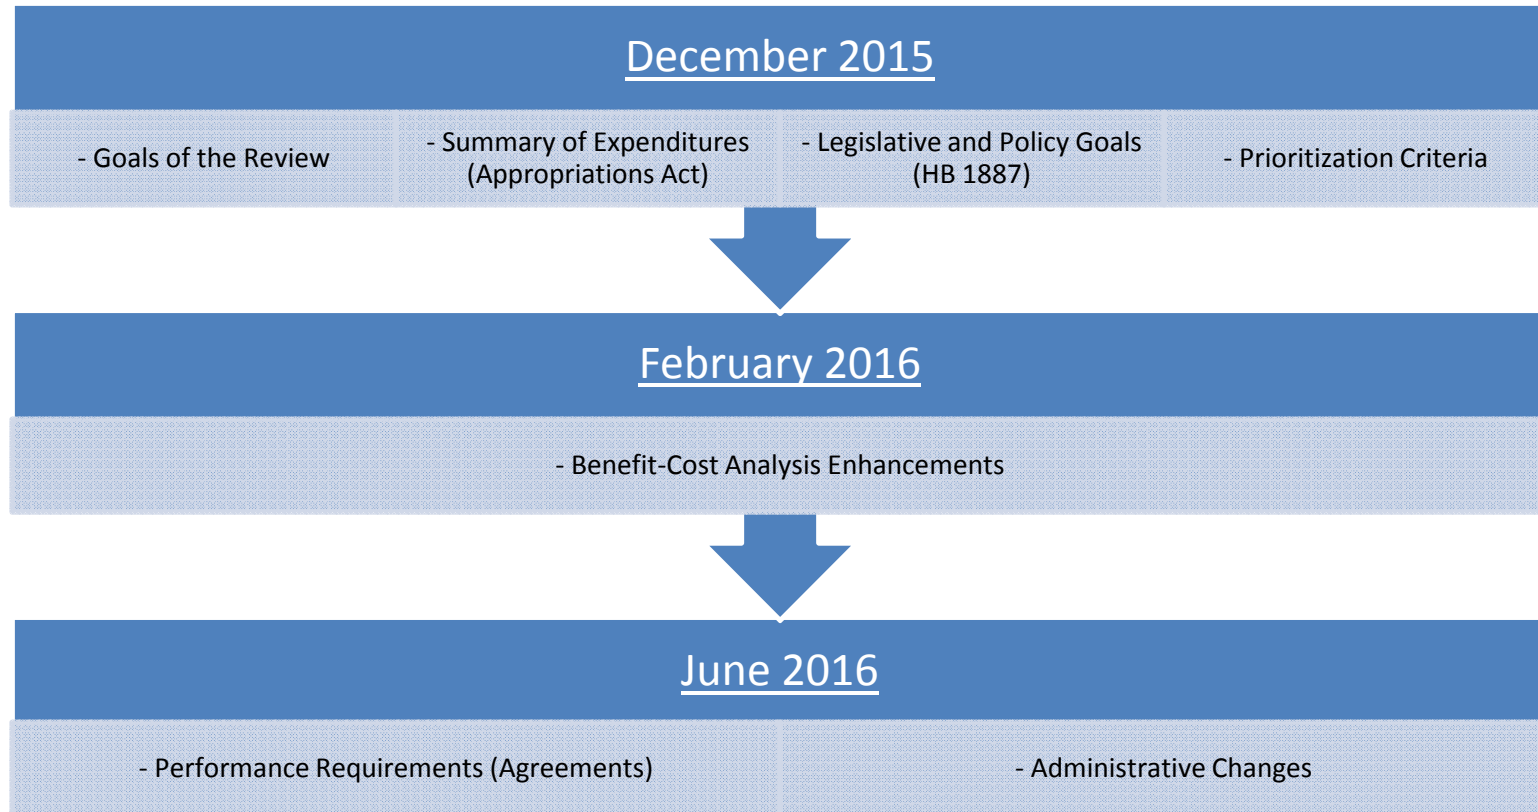 December 2015
- Goals of the Review
- Summary of Expenditures
(Appropriations Act)
- Legislative and Policy Goals
(HB 1887)
- Prioritization Criteria
February 2016
- Benefit-Cost Analysis Enhancements
June 2016
- Performance Requirements (Agreements)
- Administrative Changes